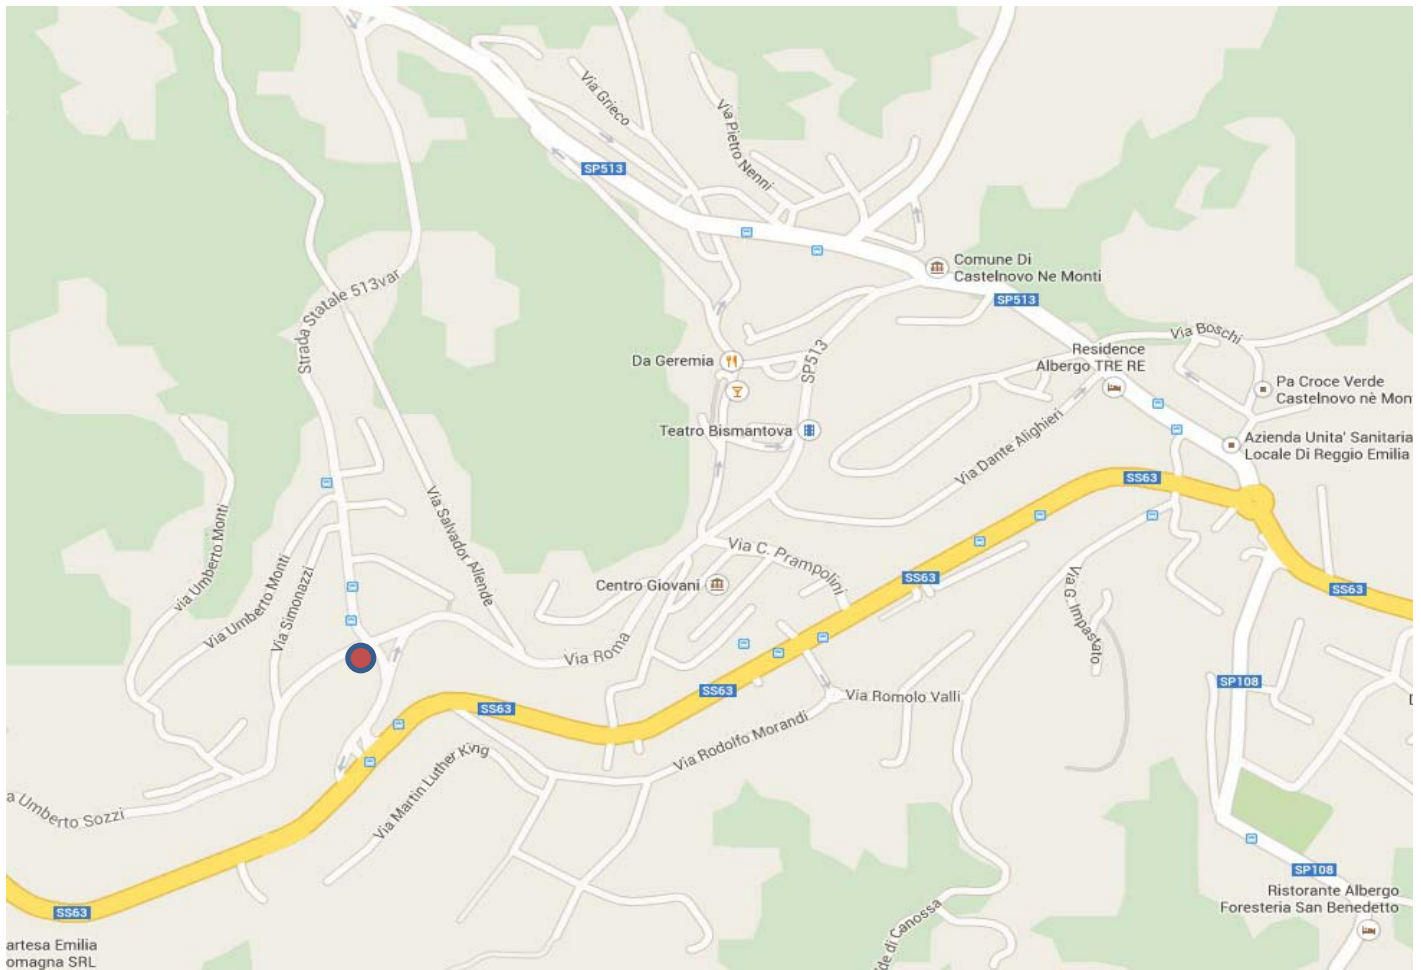 Via Grieco
Via Pietro Nenni
SP513
Comune Di
Castelnovo Ne Monti
SP513
Strada Statale 513var
Via Boschi
Residence
Albergo TRE RE
Da Geremia
SP513
Pa Croce Verde
Castelnovo nè Mon
Teatro Bismantova
Via Dante Alighieri
Azienda Unita' Sanitaria
Locale Di Reggio Emilia
SS63
via Umberto Monti
Via Salvador Allende
Via Umberto Monti
Via Simonazzi
Via C. Prampolini
Centro Giovani
SS63
Via G. Impastato
SS63
Via Roma
SS63
SS63
Via Romolo Valli
SP108
Via Rodolfo Morandi
Via Martin Luther King
a Umberto Sozzi
SP108
Ristorante Albergo
Foresteria San Benedetto
SS63
de di Canossa
artesa Emilia
omagna SRL